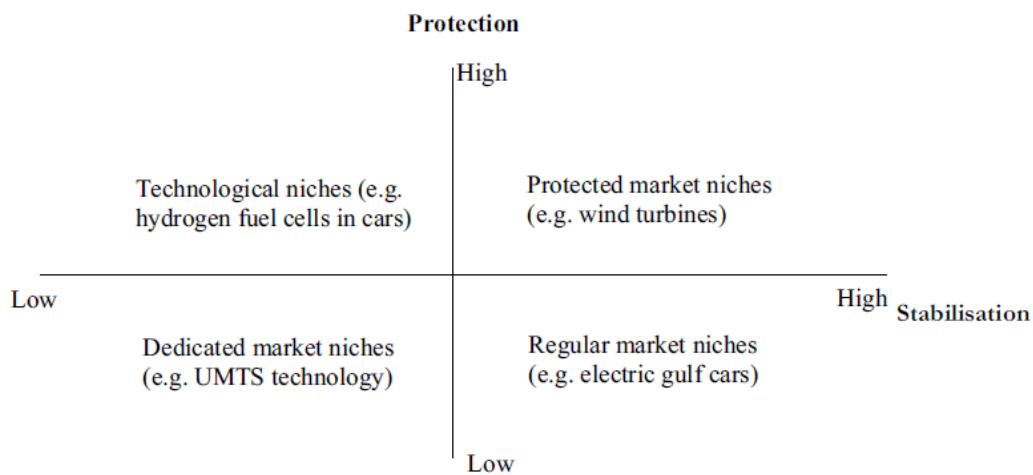 Protection
High
Technological niches (e.g.
hydrogen fuel cells in cars)
Protected market niches
(e.g. wind turbines)
Low
High
Stabilisation
Dedicated market niches
(e.g. UMTS technology)
Regular market niches
(e.g. electric gulf cars)
Low